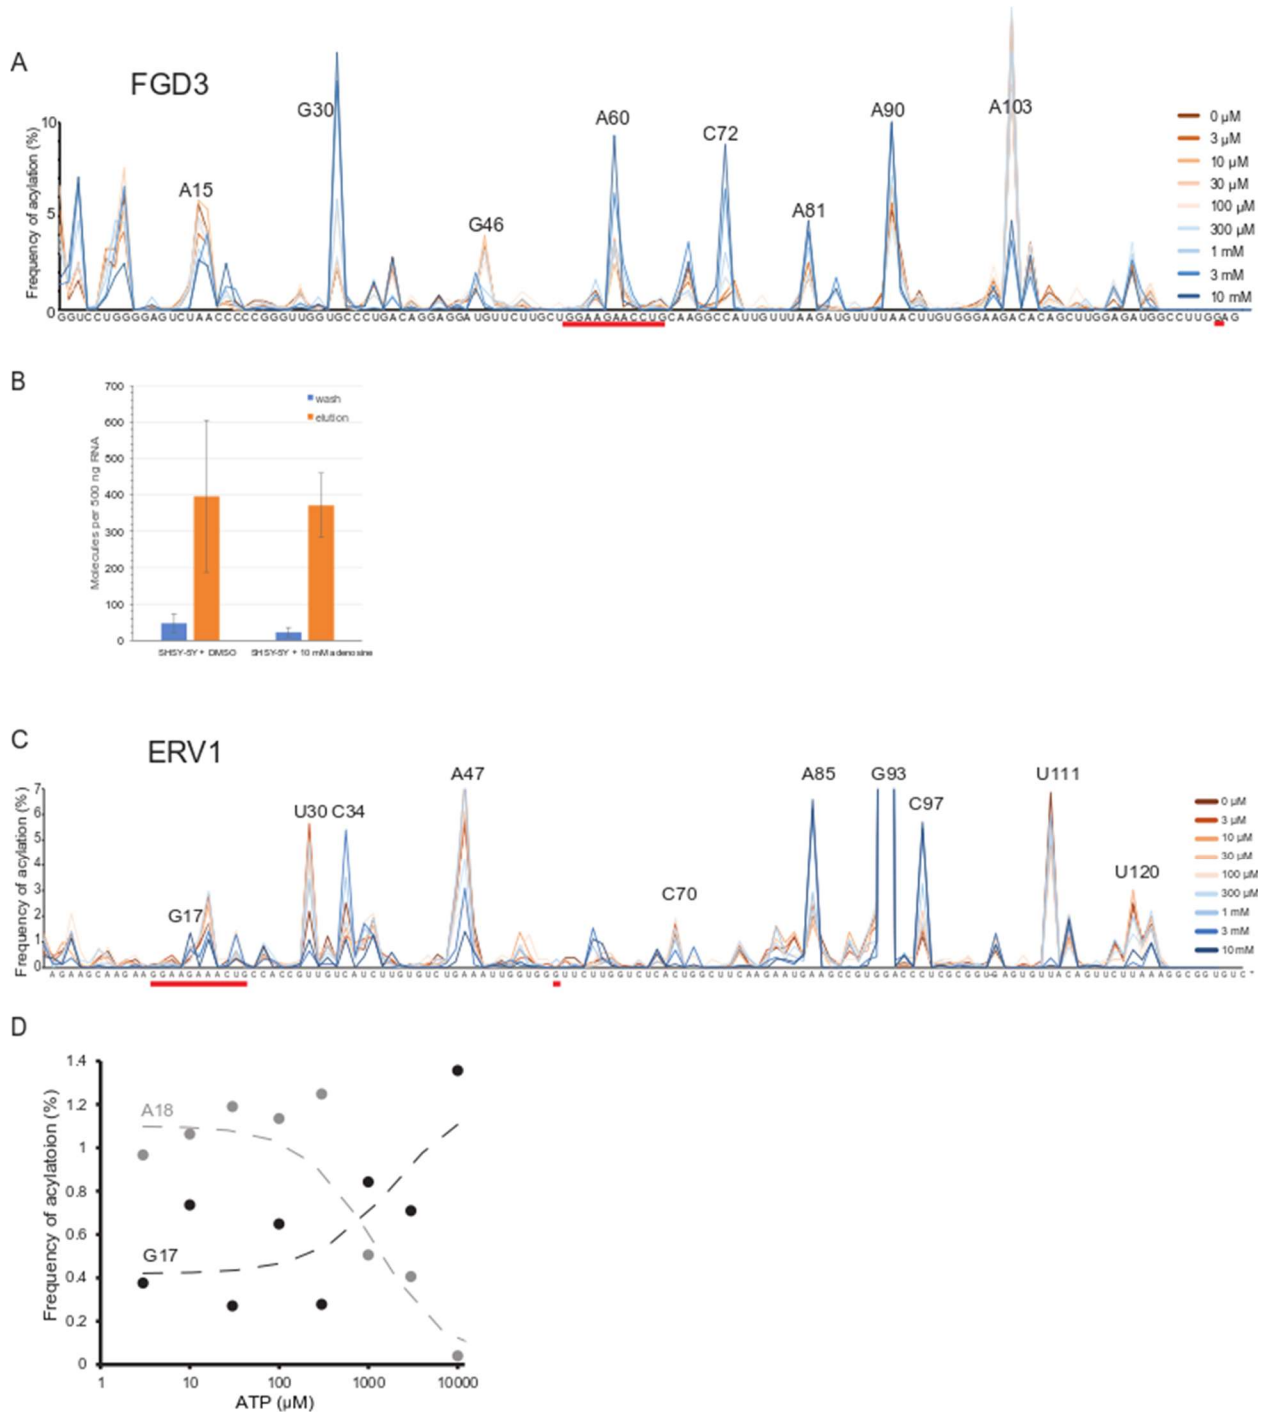 A
FGD3
G30
A15
G46
A60
C72
A81
A90
A103
Frequency of acylation (%)
10
5
0
0 µM
3 µM
10 µM
30 µM
100 µM
300 µM
1 mM
3 mM
10 mM
GGUCCUGGGGAGUCUAACCCCCGGGUUGGUGCCCUGACAGGAGGAUGUUCUUGCUGGAAGAACCUGCAAGGCCAUUGUUUAAGAUGUUUUAACUUGUGGGAAGACACAGCUUGGAGAUGGCCUUGGAG
B
Molecules per 500 ng RNA
700
600
500
400
300
200
100
0
wash
elution
SHSY-5Y + DMSO
SHSY-5Y + 10 mM adenosine
C
ERV1
G17
U30
C34
A47
C70
A85
G93
C97
U111
U120
Frequency of acylation (%)
7
6
5
4
3
2
1
0
0 µM
3 µM
10 µM
30 µM
100 µM
300 µM
1 mM
3 mM
10 mM
D
A18
G17
Frequency of acylatoion (%)
1.4
1.2
1
0.8
0.6
0.4
0.2
0
1
10
100
1000
10000
ATP (µM)